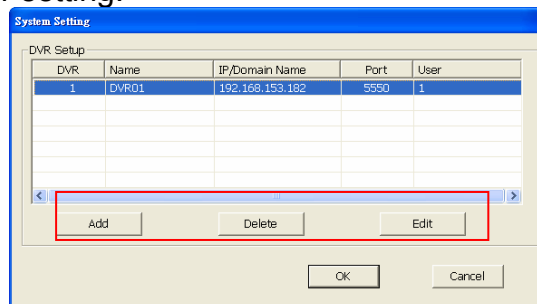 setting.
System Setting
DVR Setup
DVR Name IP/Domain Name Port User
1 DVR01 192.168.153.182 5550 1
Add Delete Edit
OK Cancel